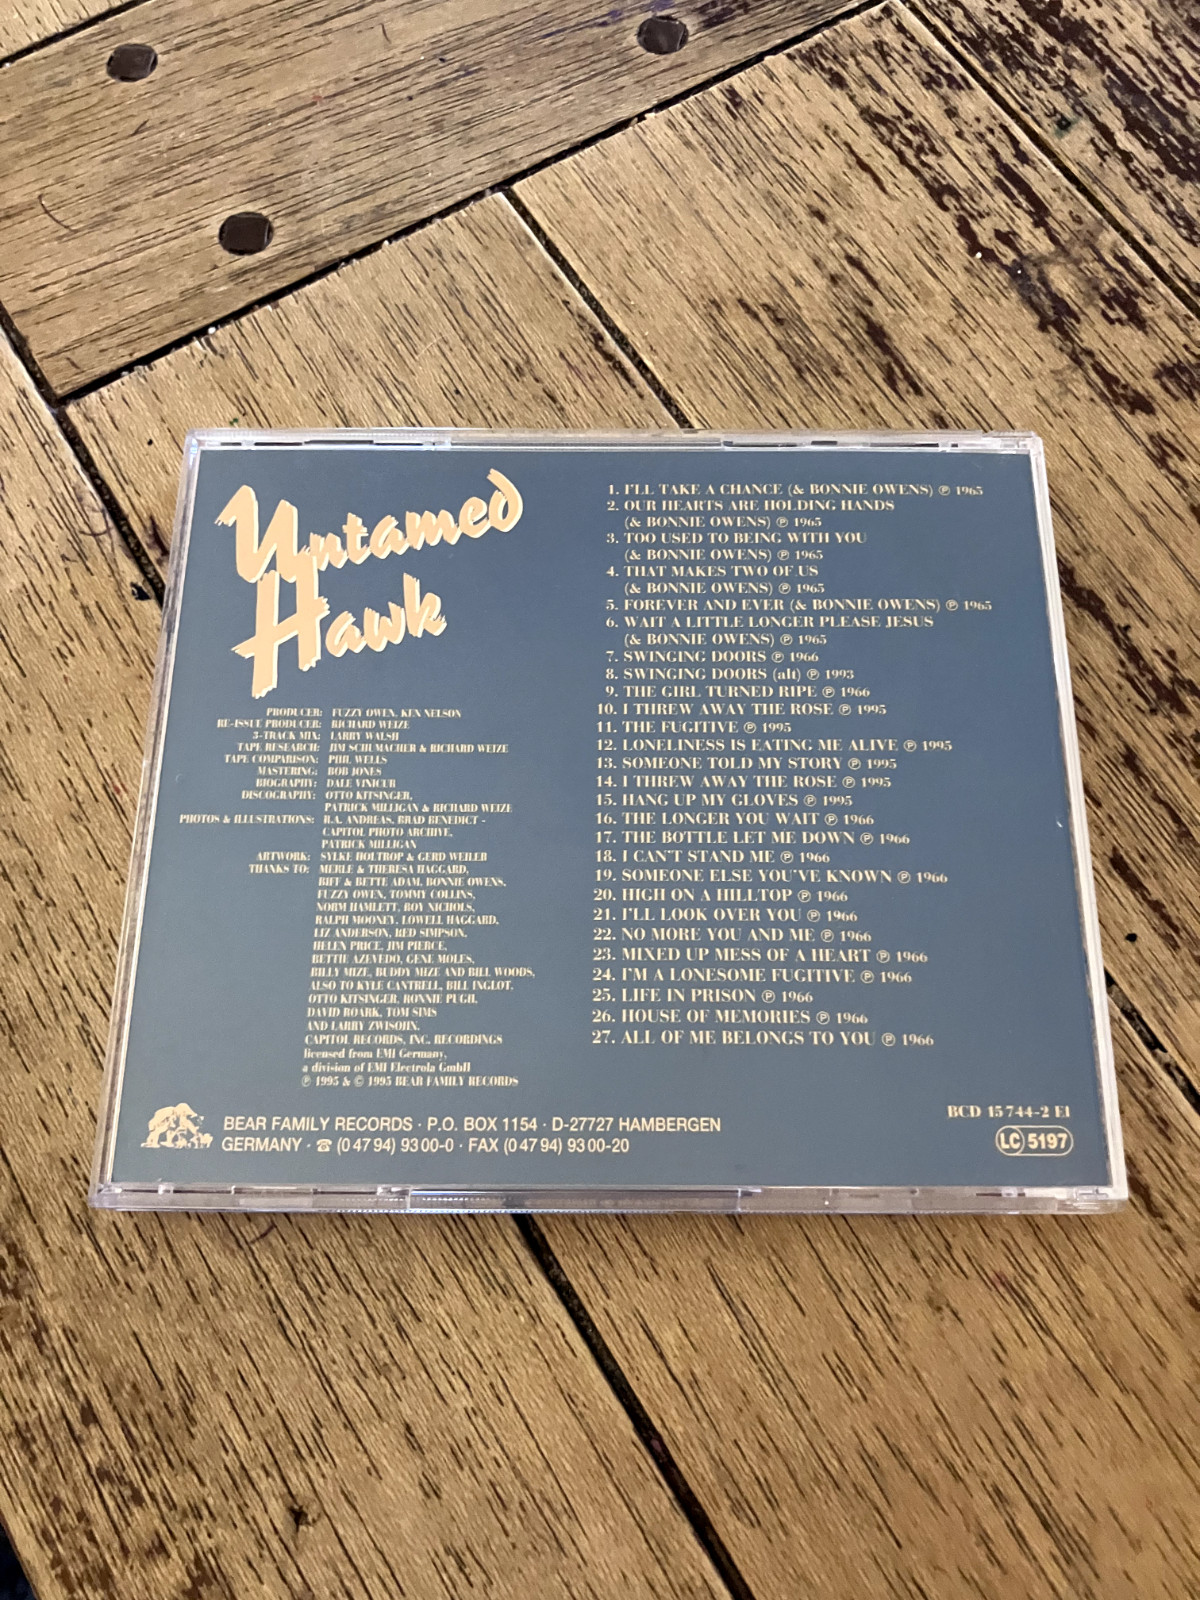 Untamed
Hawk
PRODUCER: FUZZY OWEN, KEN NELSON
RE-ISSUE PRODUCER: RICHARD WEIZE
3-TRACK MIX: LARRY WALSH
TAPE RESEARCH: JIM SCHUMACHER & RICHARD WEIZE
TAPE COMPARISON: PHIL WELLS
MASTERING: BOB JONES
BIOGRAPHY: DALE VINICUR
DISCOGRAPHY: OTTO KITSINGER,
PATRICK MILLIGAN & RICHARD WEIZE
PHOTOS & ILLUSTRATIONS: R.A. ANDREAS, BRAD BENEDICT -
CAPITOL PHOTO ARCHIVE,
PATRICK MILLIGAN
ARTWORK: SYLKE HOLTROP & GERD WEILER
THANKS TO: MERLE & THERESA HAGGARD,
BIFF & BETTE ADAM, BONNIE OWENS,
FUZZY OWEN, TOMMY COLLINS,
NORM HAMLETT, ROY NICHOLS,
RALPH MOONEY, LOWELL HAGGARD,
LIZ ANDERSON, RED SIMPSON,
HELEN PRICE, JIM PIERCE,
BETTIE AZEVEDO, GENE MOLES,
BILLY MIZE, BUDDY MIZE AND BILL WOODS,
ALSO TO KYLE CANTRELL, BILL INGLOT,
OTTO KITSINGER, RONNIE PUGH,
DAVID ROARK, TOM SIMS
AND LARRY ZWISOHN.
CAPITOL RECORDS, INC. RECORDINGS
licensed from EMI Germany,
a division of EMI Electrola GmbH
℗ 1995 & © 1995 BEAR FAMILY RECORDS
1. I'LL TAKE A CHANCE (& BONNIE OWENS) ℗ 1965
2. OUR HEARTS ARE HOLDING HANDS
(& BONNIE OWENS) ℗ 1965
3. TOO USED TO BEING WITH YOU
(& BONNIE OWENS) ℗ 1965
4. THAT MAKES TWO OF US
(& BONNIE OWENS) ℗ 1965
5. FOREVER AND EVER (& BONNIE OWENS) ℗ 1965
6. WAIT A LITTLE LONGER PLEASE JESUS
(& BONNIE OWENS) ℗ 1965
7. SWINGING DOORS ℗ 1966
8. SWINGING DOORS (alt) ℗ 1993
9. THE GIRL TURNED RIPE ℗ 1966
10. I THREW AWAY THE ROSE ℗ 1995
11. THE FUGITIVE ℗ 1995
12. LONELINESS IS EATING ME ALIVE ℗ 1995
13. SOMEONE TOLD MY STORY ℗ 1995
14. I THREW AWAY THE ROSE ℗ 1995
15. HANG UP MY GLOVES ℗ 1995
16. THE LONGER YOU WAIT ℗ 1966
17. THE BOTTLE LET ME DOWN ℗ 1966
18. I CAN'T STAND ME ℗ 1966
19. SOMEONE ELSE YOU'VE KNOWN ℗ 1966
20. HIGH ON A HILLTOP ℗ 1966
21. I'LL LOOK OVER YOU ℗ 1966
22. NO MORE YOU AND ME ℗ 1966
23. MIXED UP MESS OF A HEART ℗ 1966
24. I'M A LONESOME FUGITIVE ℗ 1966
25. LIFE IN PRISON ℗ 1966
26. HOUSE OF MEMORIES ℗ 1966
27. ALL OF ME BELONGS TO YOU ℗ 1966
BEAR FAMILY RECORDS · P.O. BOX 1154 · D-27727 HAMBERGEN
GERMANY · ☎ (0 47 94) 93 00-0 · FAX (0 47 94) 93 00-20
BCD 15 744-2 EI
LC 5197